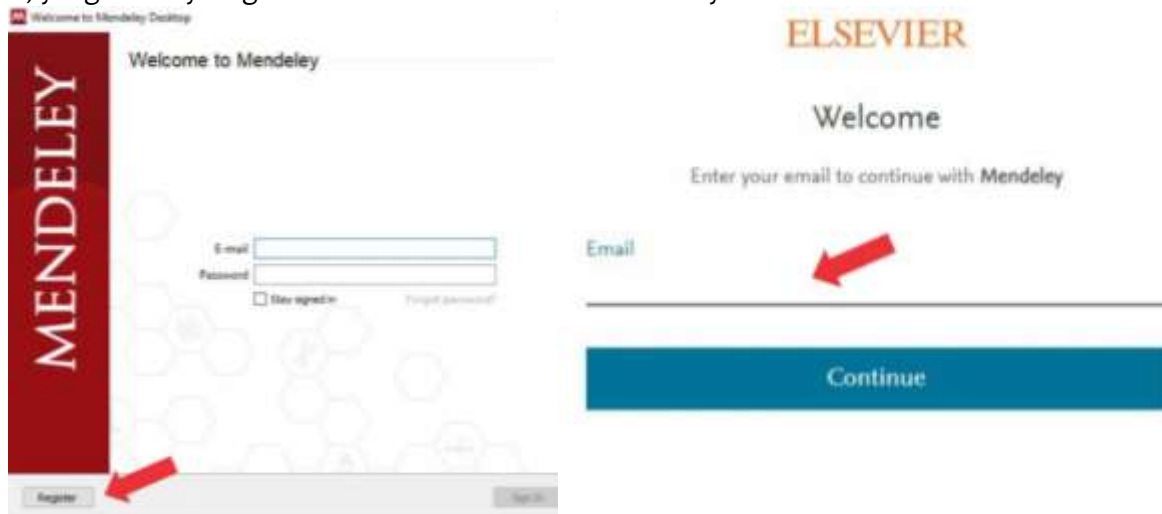 Welcome to Mendeley Desktop
Welcome to Mendeley
MENDELEY
E-mail
Password
Stay signed in
Forgot password?
Register
Sign In
ELSEVIER
Welcome
Enter your email to continue with Mendeley
Email
Continue